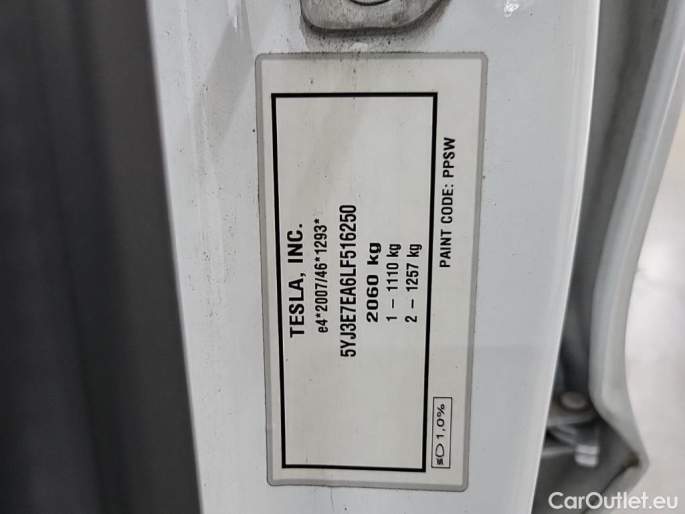 TESLA, INC.
e4*2007/46*1293*
5YJ3E7EA6LF516250
2060 kg
1 – 1110 kg
2 – 1257 kg
PAINT CODE: PPSW
1,0%
CarOutlet.eu